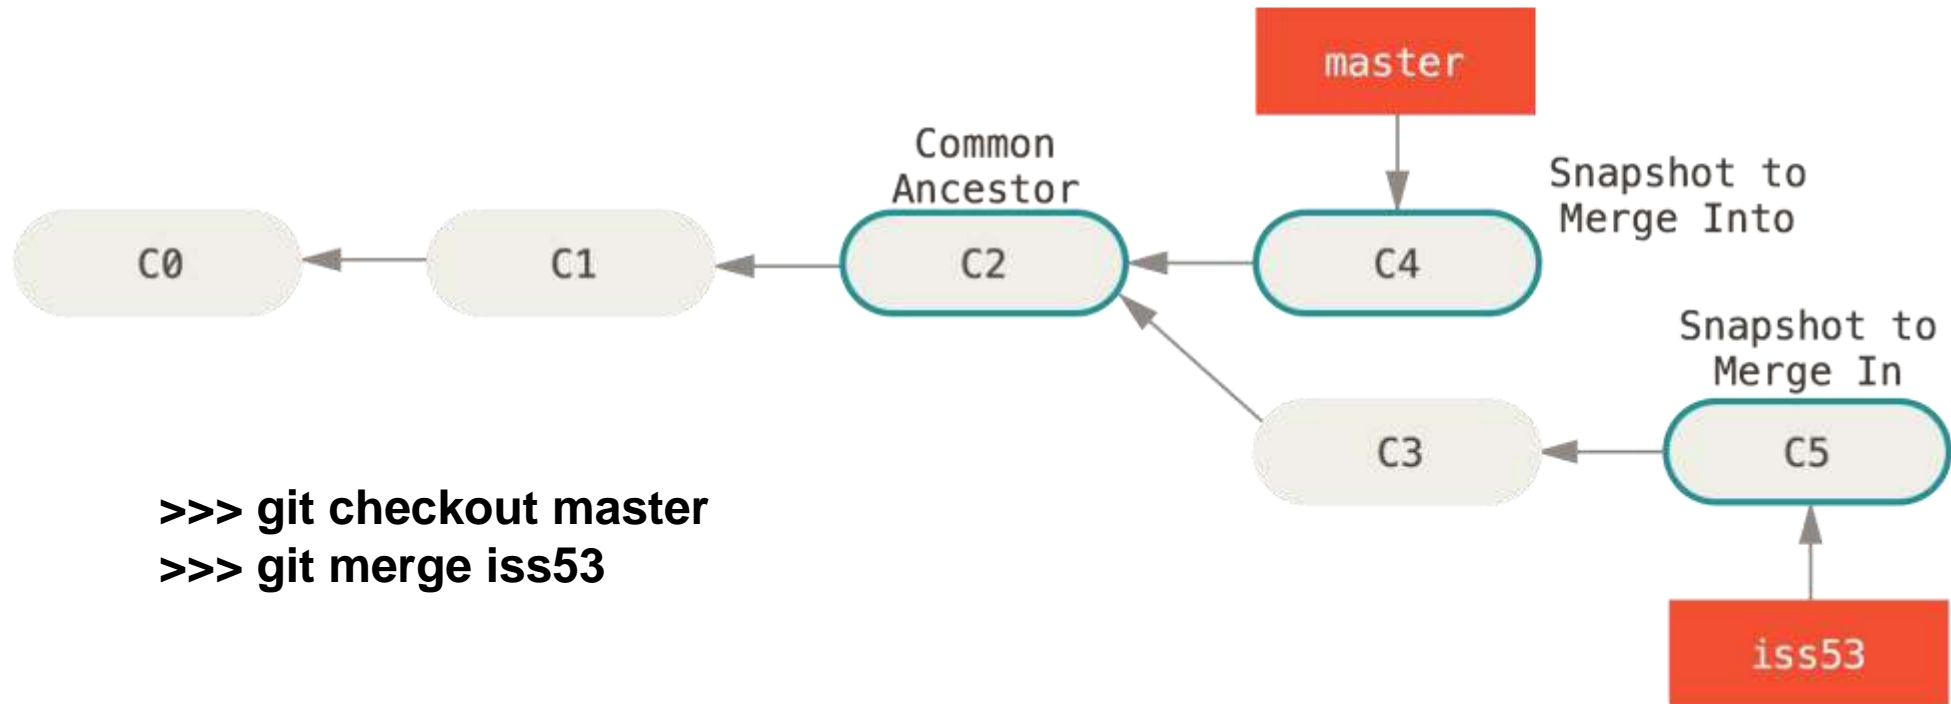 master
Common
Ancestor
Snapshot to
Merge Into
C0
C1
C2
C4
Snapshot to
Merge In
C3
C5
>>> git checkout master
>>> git merge iss53
iss53